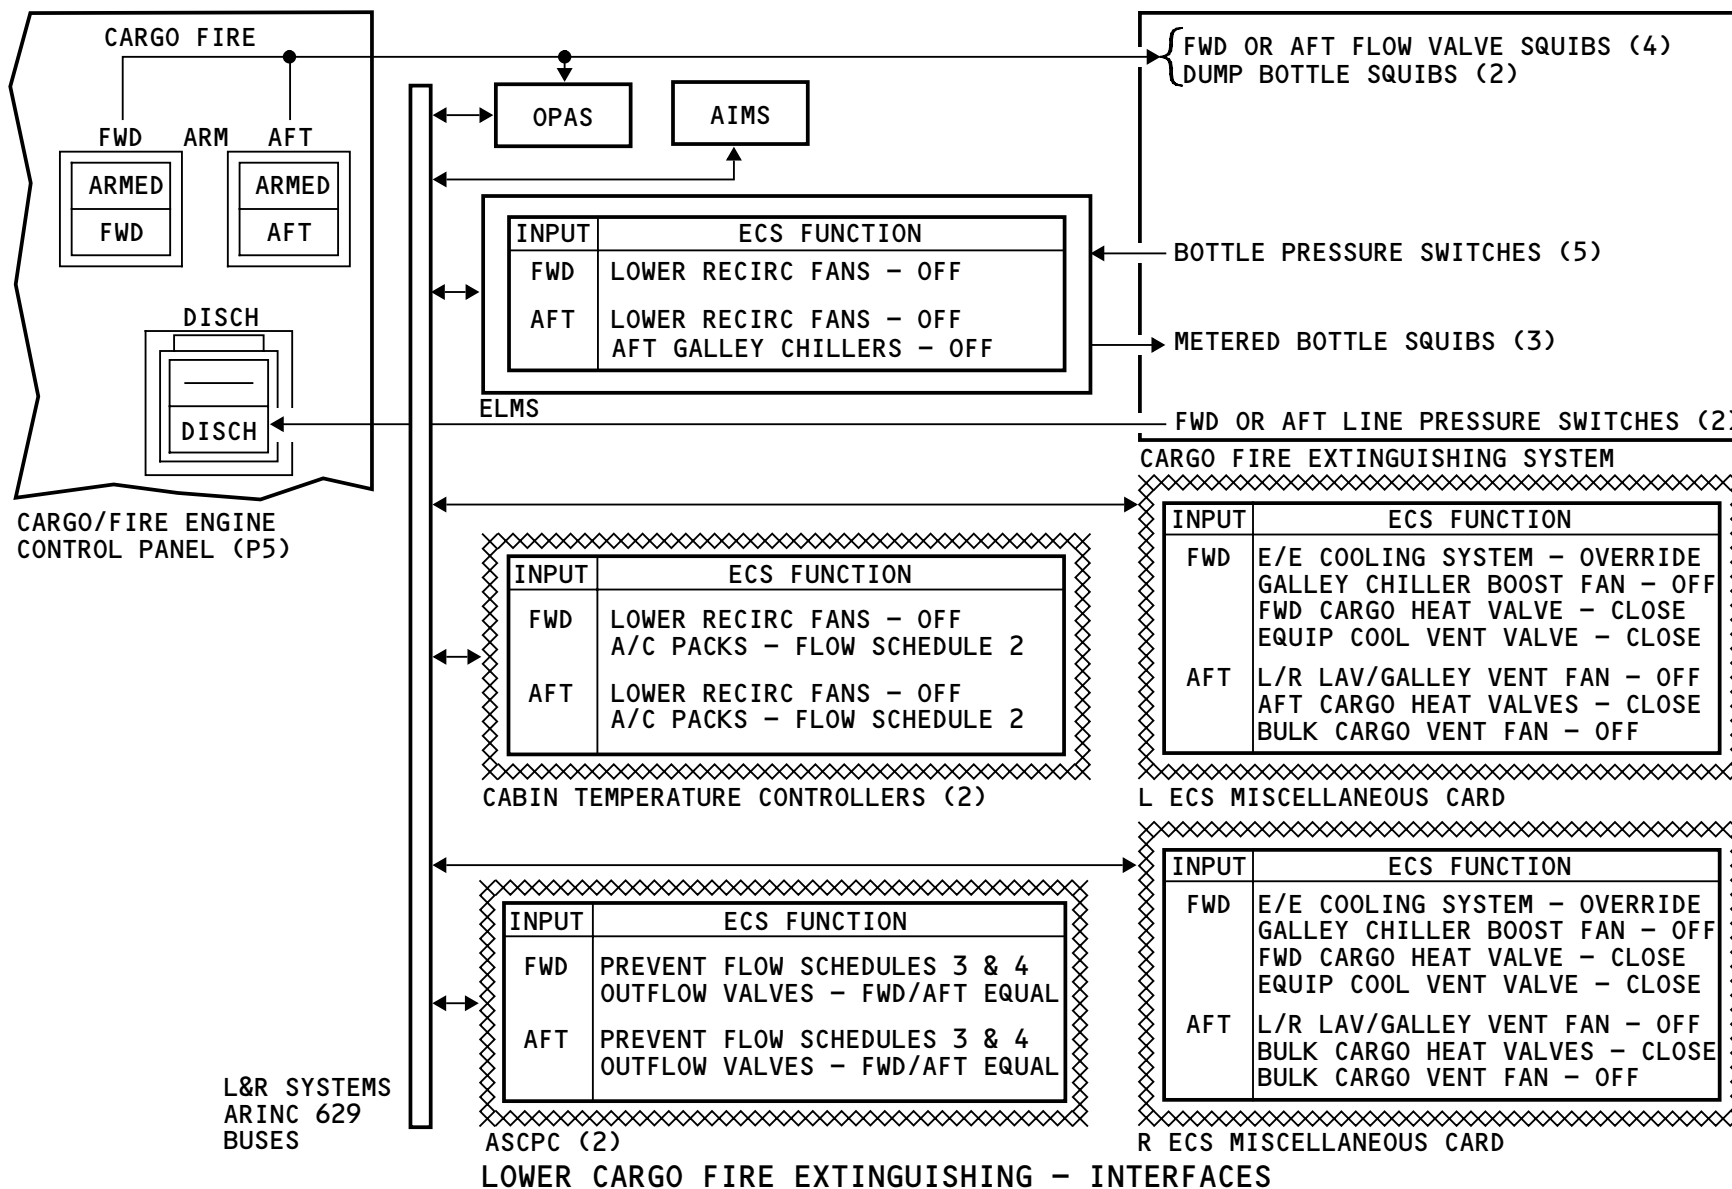 CARGO FIRE
FWD ARM AFT
ARMED
FWD
ARMED
AFT
DISCH
DISCH
CARGO/FIRE ENGINE
CONTROL PANEL (P5)
OPAS
AIMS
FWD OR AFT FLOW VALVE SQUIBS (4)
DUMP BOTTLE SQUIBS (2)
BOTTLE PRESSURE SWITCHES (5)
METERED BOTTLE SQUIBS (3)
FWD OR AFT LINE PRESSURE SWITCHES (2)
CARGO FIRE EXTINGUISHING SYSTEM
INPUT ECS FUNCTION
FWD LOWER RECIRC FANS – OFF
AFT LOWER RECIRC FANS – OFF
AFT GALLEY CHILLERS – OFF
ELMS
INPUT ECS FUNCTION
FWD LOWER RECIRC FANS – OFF
A/C PACKS – FLOW SCHEDULE 2
AFT LOWER RECIRC FANS – OFF
A/C PACKS – FLOW SCHEDULE 2
CABIN TEMPERATURE CONTROLLERS (2)
INPUT ECS FUNCTION
FWD E/E COOLING SYSTEM – OVERRIDE
GALLEY CHILLER BOOST FAN – OFF
FWD CARGO HEAT VALVE – CLOSE
EQUIP COOL VENT VALVE – CLOSE
AFT L/R LAV/GALLEY VENT FAN – OFF
AFT CARGO HEAT VALVES – CLOSE
BULK CARGO VENT FAN – OFF
L ECS MISCELLANEOUS CARD
INPUT ECS FUNCTION
FWD PREVENT FLOW SCHEDULES 3 & 4
OUTFLOW VALVES – FWD/AFT EQUAL
AFT PREVENT FLOW SCHEDULES 3 & 4
OUTFLOW VALVES – FWD/AFT EQUAL
ASCPC (2)
INPUT ECS FUNCTION
FWD E/E COOLING SYSTEM – OVERRIDE
GALLEY CHILLER BOOST FAN – OFF
FWD CARGO HEAT VALVE – CLOSE
EQUIP COOL VENT VALVE – CLOSE
AFT L/R LAV/GALLEY VENT FAN – OFF
BULK CARGO HEAT VALVES – CLOSE
BULK CARGO VENT FAN – OFF
R ECS MISCELLANEOUS CARD
L&R SYSTEMS
ARINC 629
BUSES
LOWER CARGO FIRE EXTINGUISHING – INTERFACES